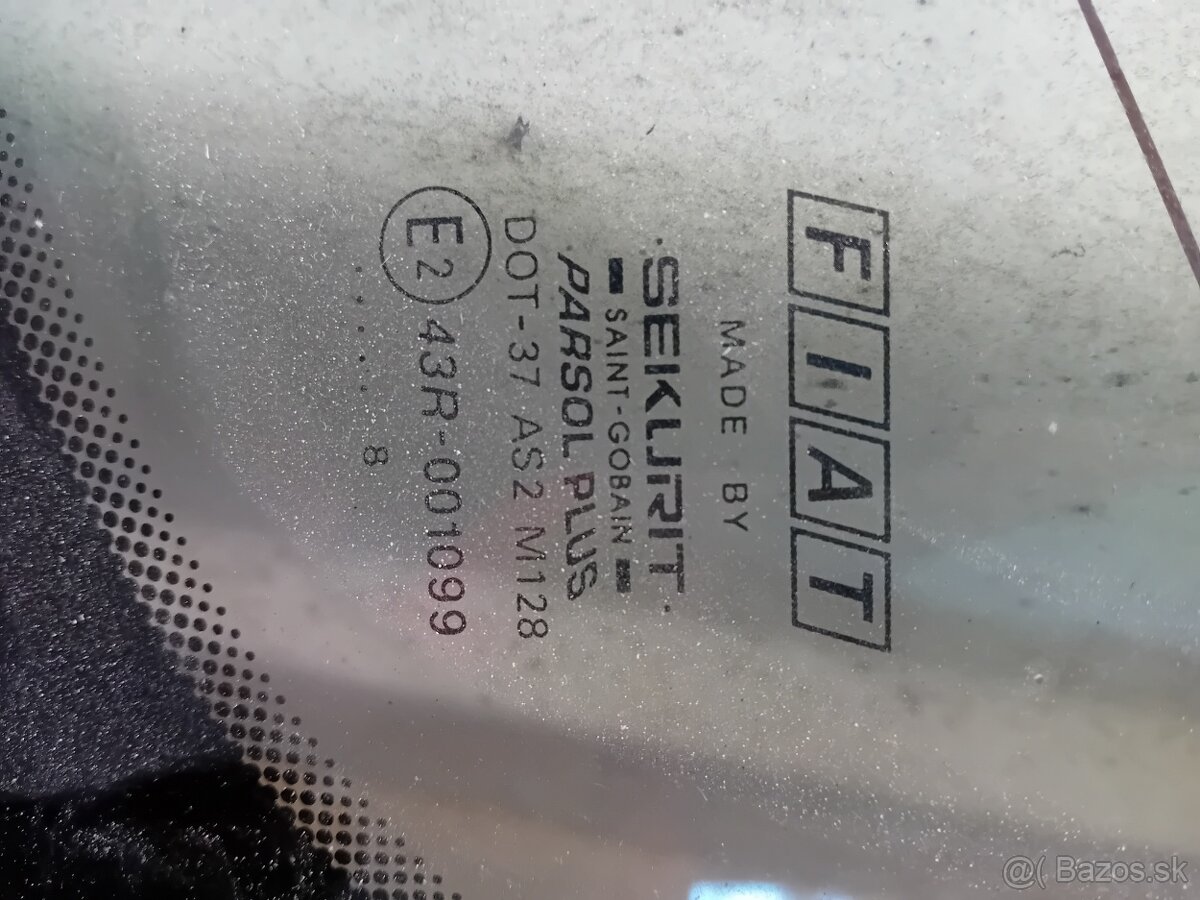 FIAT
MADE BY
SEKURIT
SAINT-GOBAIN
PARSOL PLUS
DOT-37 AS2 M128
E2 43R-001099
. .... . .. 8
@( Bazos.sk